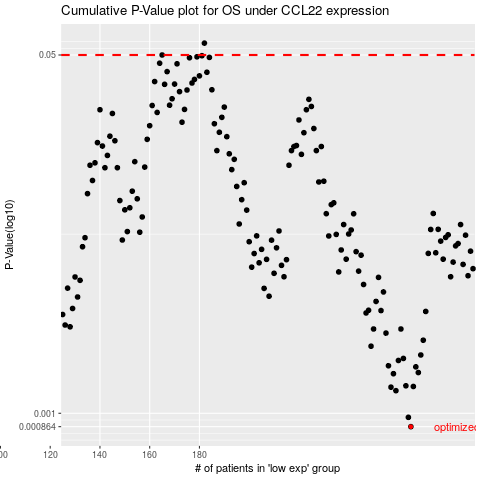 Cumulative P-Value plot for OS under CCL22 expression
P-Value(log10)
0.05
0.001
0.000864
optimized
00 120 140 160 180
# of patients in 'low exp' group